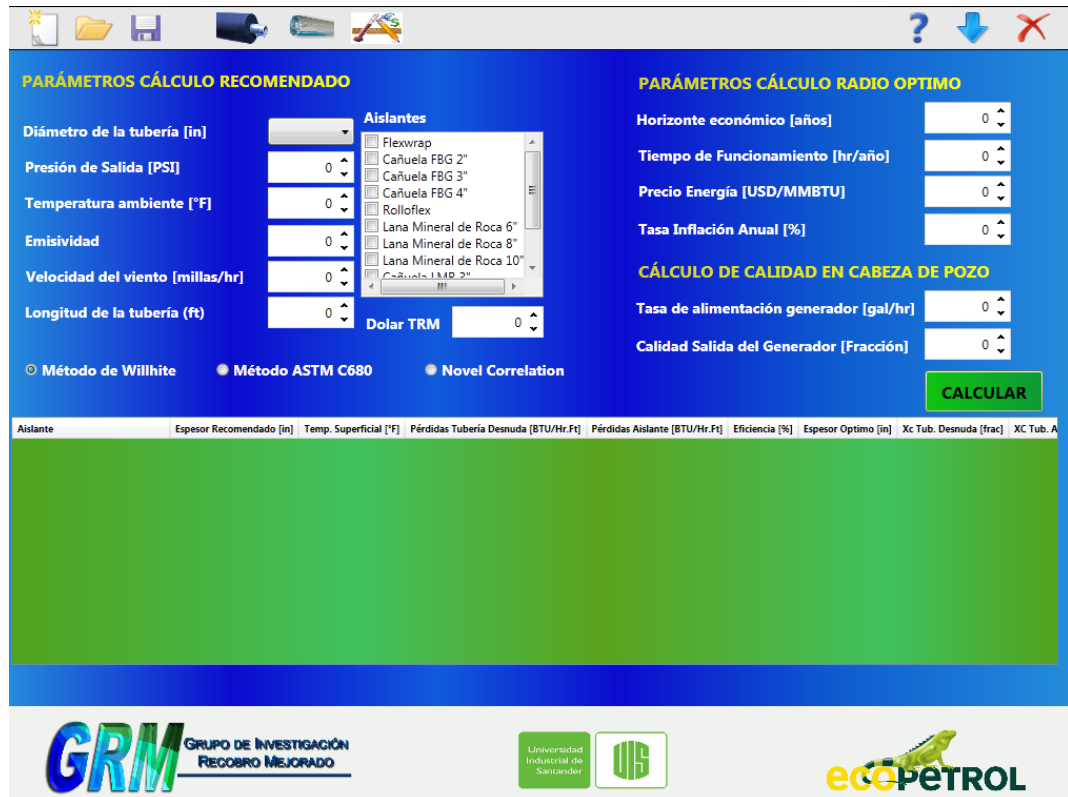 PARÁMETROS CÁLCULO RECOMENDADO
Diámetro de la tubería [in]
Presión de Salida [PSI]
0
Temperatura ambiente [°F]
0
Emisividad
0
Velocidad del viento [millas/hr]
0
Longitud de la tubería (ft)
0
Aislantes
Flexwrap
Cañuela FBG 2"
Cañuela FBG 3"
Cañuela FBG 4"
Rolloflex
Lana Mineral de Roca 6"
Lana Mineral de Roca 8"
Lana Mineral de Roca 10"
Cañuela LMR 3"
Dolar TRM
0
Método de Willhite
Método ASTM C680
Novel Correlation
PARÁMETROS CÁLCULO RADIO OPTIMO
Horizonte económico [años]
0
Tiempo de Funcionamiento [hr/año]
0
Precio Energía [USD/MMBTU]
0
Tasa Inflación Anual [%]
0
CÁLCULO DE CALIDAD EN CABEZA DE POZO
Tasa de alimentación generador [gal/hr]
0
Calidad Salida del Generador [Fracción]
0
CALCULAR
Aislante Espesor Recomendado [in] Temp. Superficial [°F] Pérdidas Tubería Desnuda [BTU/Hr.Ft] Pérdidas Aislante [BTU/Hr.Ft] Eficiencia [%] Espesor Optimo [in] Xc Tub. Desnuda [frac] XC Tub. A
GRM
GRUPO DE INVESTIGACIÓN
RECOBRO MEJORADO
Universidad
Industrial de
Santander
UIS
ecopetrol